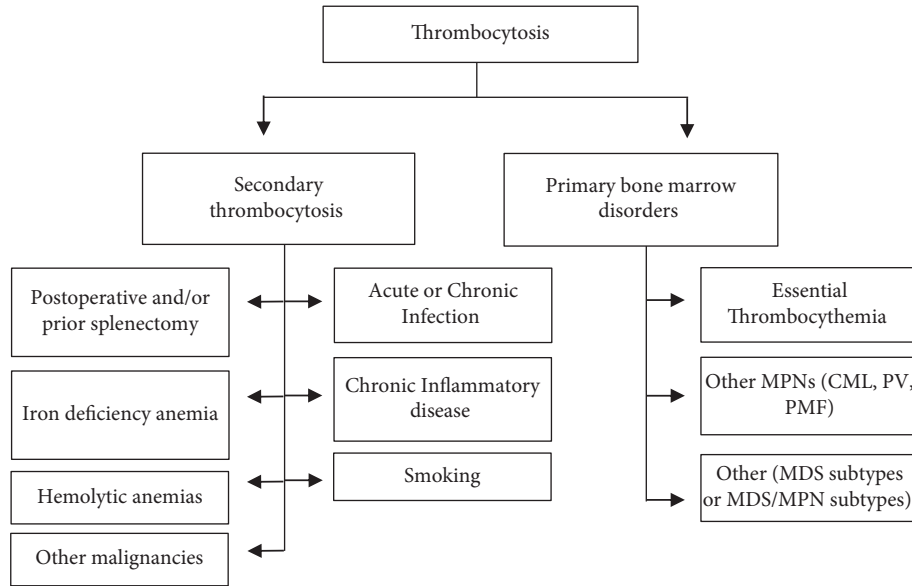 Thrombocytosis
Secondary
thrombocytosis
Primary bone marrow
disorders
Postoperative and/or
prior splenectomy
Acute or Chronic
Infection
Essential
Thrombocythemia
Iron deficiency anemia
Chronic Inflammatory
disease
Other MPNs (CML, PV,
PMF)
Hemolytic anemias
Smoking
Other (MDS subtypes
or MDS/MPN subtypes)
Other malignancies